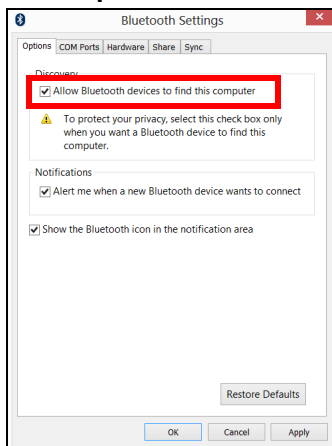 Bluetooth Settings
Options COM Ports Hardware Share Sync
Discovery
Allow Bluetooth devices to find this computer
To protect your privacy, select this check box only
when you want a Bluetooth device to find this
computer.
Notifications
Alert me when a new Bluetooth device wants to connect
Show the Bluetooth icon in the notification area
Restore Defaults
OK Cancel Apply